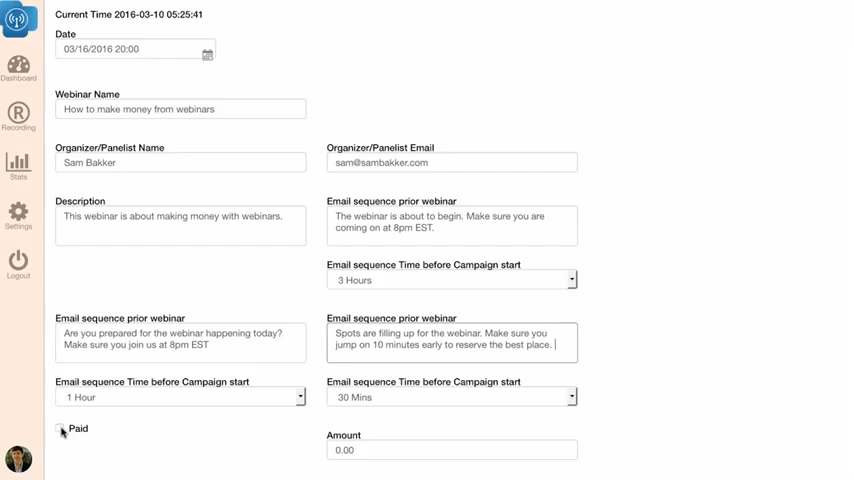 Current Time 2016-03-10 05:25:41
Date
03/16/2016 20:00
Dashboard
Webinar Name
How to make money from webinars
R
Recording
Organizer/Panelist Name
Organizer/Panelist Email
Sam Bakker
sam@sambakker.com
Stats
Description
Email sequence prior webinar
This webinar is about making money with webinars.
The webinar is about to begin. Make sure you are
coming on at 8pm EST.
Settings
Email sequence Time before Campaign start
3 Hours
Logout
Email sequence prior webinar
Email sequence prior webinar
Are you prepared for the webinar happening today?
Make sure you join us at 8pm EST
Spots are filling up for the webinar. Make sure you
jump on 10 minutes early to reserve the best place.
Email sequence Time before Campaign start
Email sequence Time before Campaign start
1 Hour
30 Mins
Paid
Amount
0.00